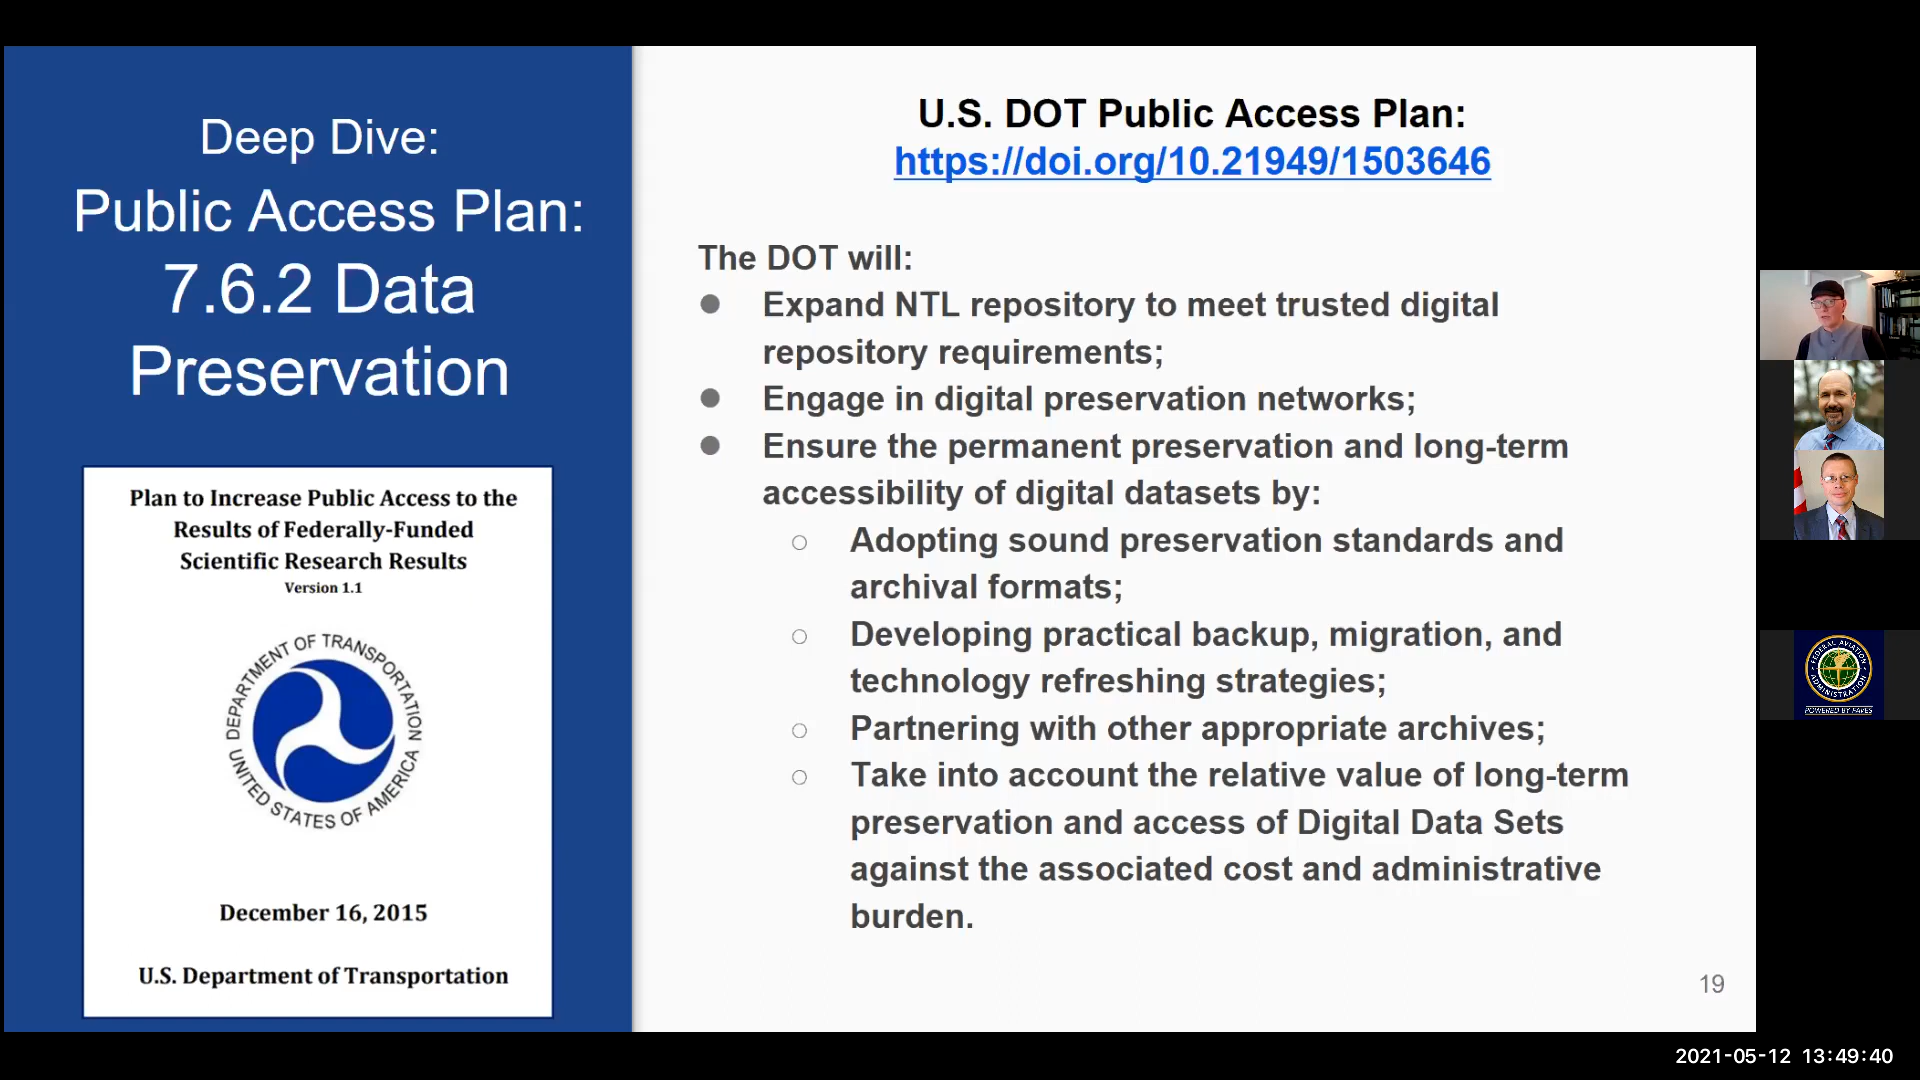 Deep Dive:
Public Access Plan:
7.6.2 Data
Preservation
Plan to Increase Public Access to the
Results of Federally-Funded
Scientific Research Results
Version 1.1
DEPARTMENT OF TRANSPORTATION
UNITED STATES OF AMERICA
December 16, 2015
U.S. Department of Transportation
U.S. DOT Public Access Plan:
https://doi.org/10.21949/1503646
The DOT will:
● Expand NTL repository to meet trusted digital
repository requirements;
● Engage in digital preservation networks;
● Ensure the permanent preservation and long-term
accessibility of digital datasets by:
○ Adopting sound preservation standards and
archival formats;
○ Developing practical backup, migration, and
technology refreshing strategies;
○ Partnering with other appropriate archives;
○ Take into account the relative value of long-term
preservation and access of Digital Data Sets
against the associated cost and administrative
burden.
19
FEDERAL AVIATION
ADMINISTRATION
POWERED BY PAPES
2021-05-12 13:49:40